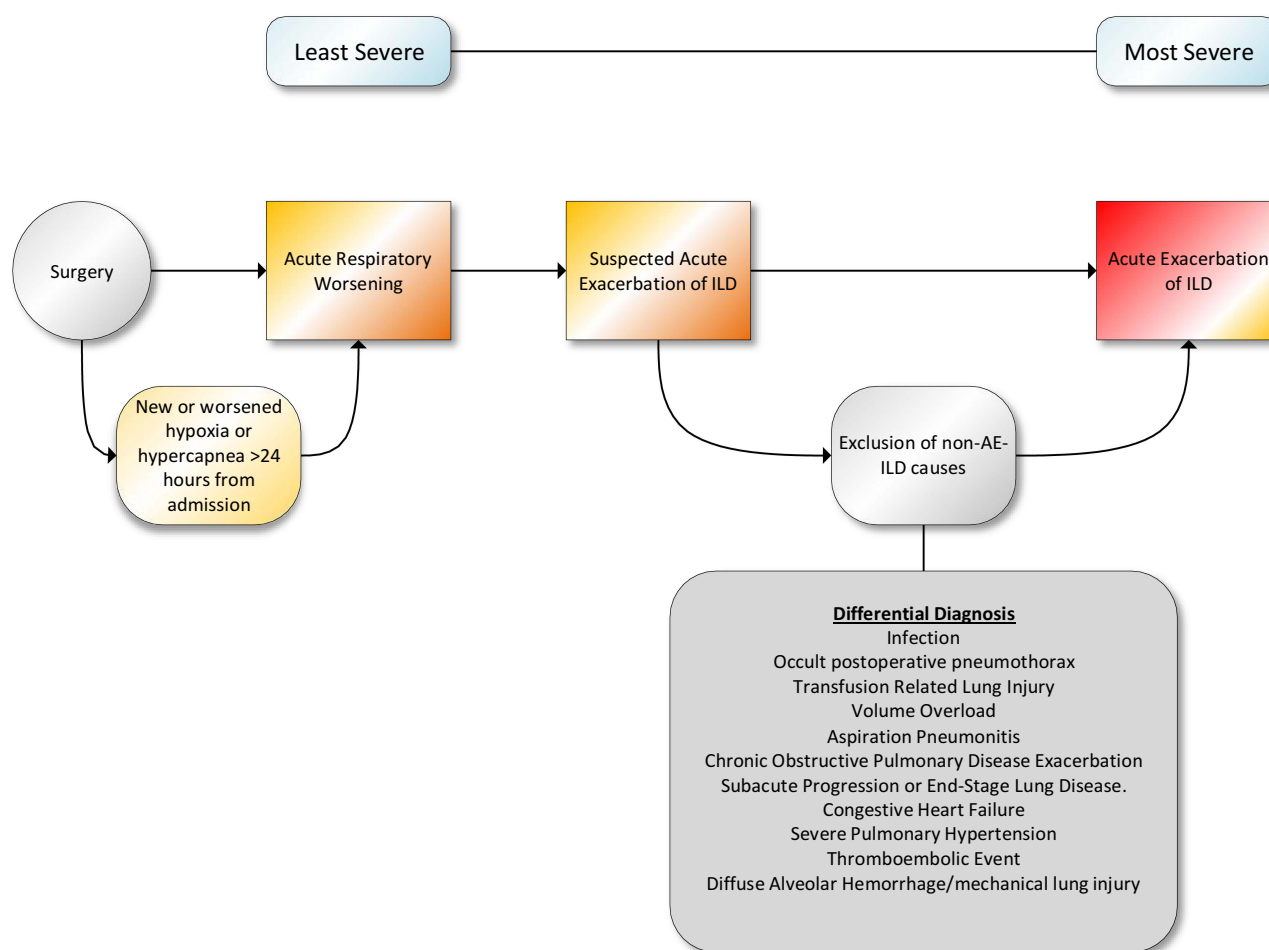 Least Severe
Most Severe
Surgery
Acute Respiratory
Worsening
Suspected Acute
Exacerbation of ILD
Acute Exacerbation
of ILD
New or worsened
hypoxia or
hypercapnea >24
hours from
admission
Exclusion of non-AE-
ILD causes
Differential Diagnosis
Infection
Occult postoperative pneumothorax
Transfusion Related Lung Injury
Volume Overload
Aspiration Pneumonitis
Chronic Obstructive Pulmonary Disease Exacerbation
Subacute Progression or End-Stage Lung Disease.
Congestive Heart Failure
Severe Pulmonary Hypertension
Thromboembolic Event
Diffuse Alveolar Hemorrhage/mechanical lung injury